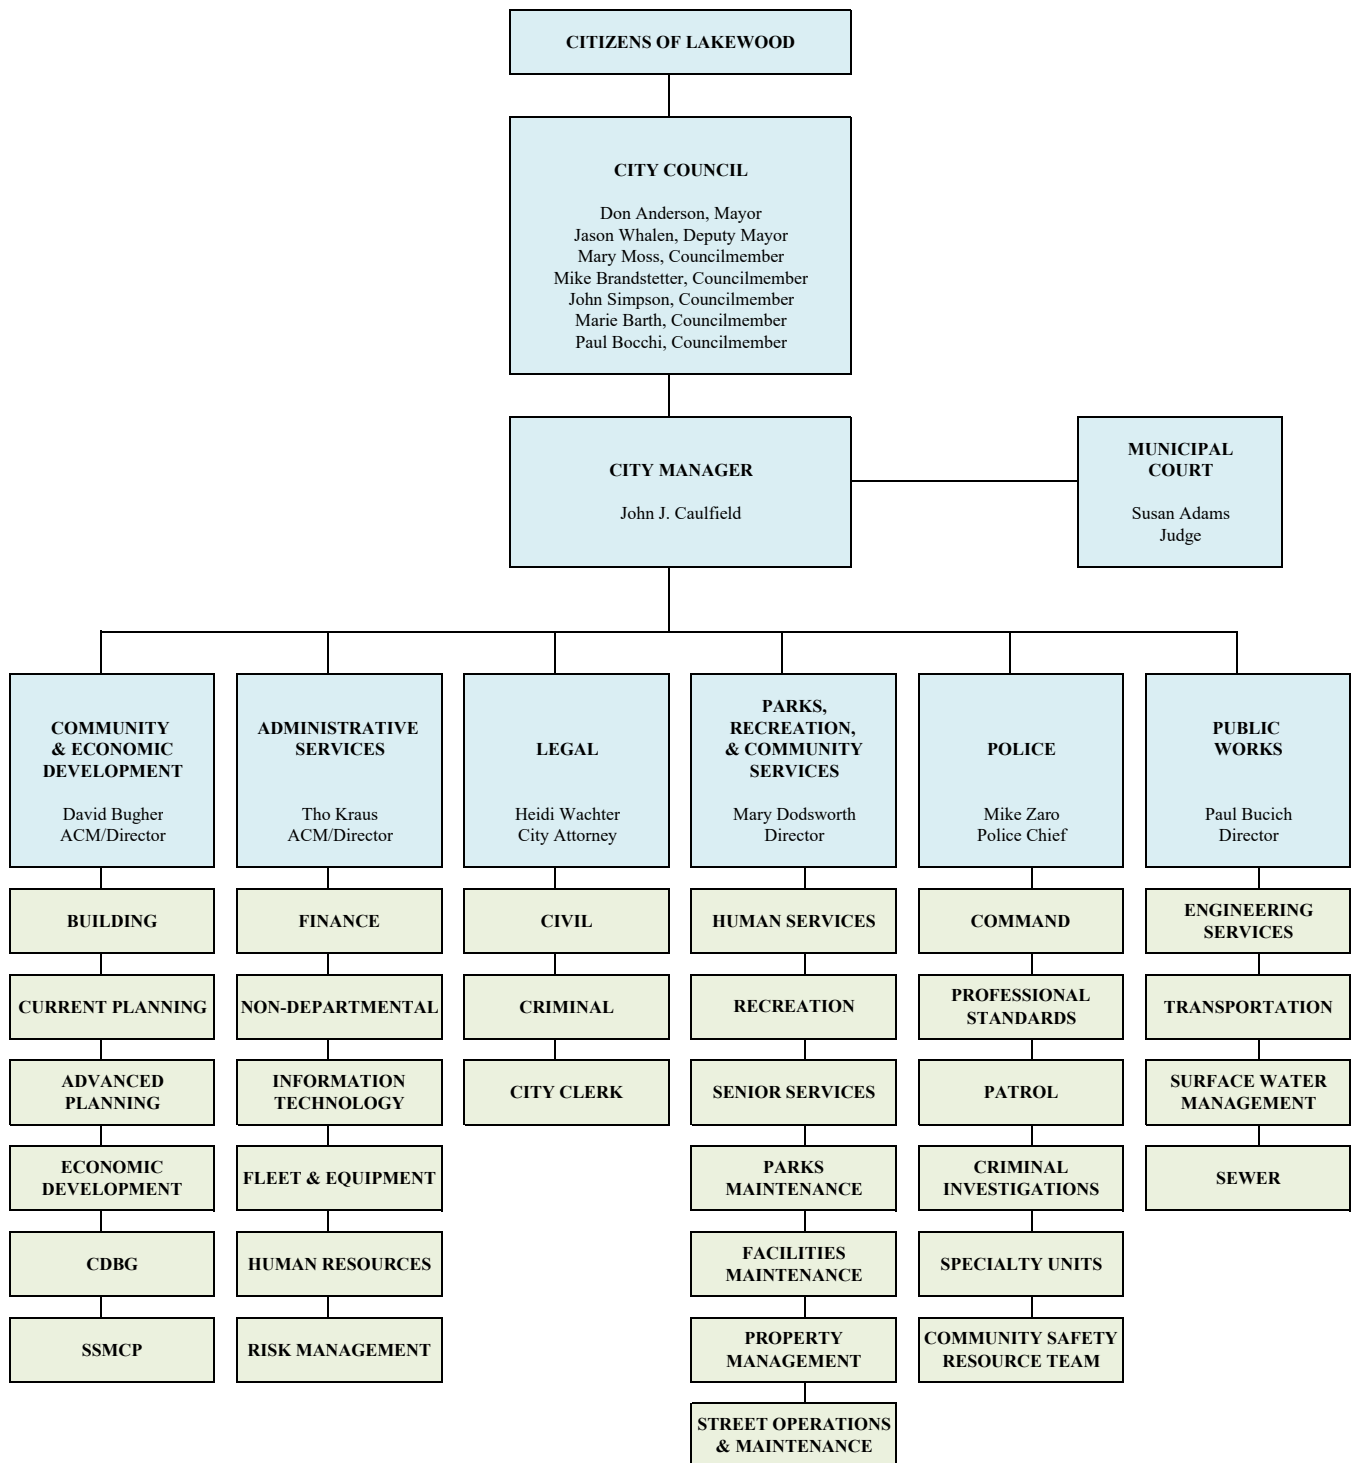 CITIZENS OF LAKEWOOD
CITY COUNCIL
Don Anderson, Mayor
Jason Whalen, Deputy Mayor
Mary Moss, Councilmember
Mike Brandstetter, Councilmember
John Simpson, Councilmember
Marie Barth, Councilmember
Paul Bocchi, Councilmember
CITY MANAGER
John J. Caulfield
MUNICIPAL
COURT
Susan Adams
Judge
COMMUNITY
& ECONOMIC
DEVELOPMENT
David Bugher
ACM/Director
BUILDING
CURRENT PLANNING
ADVANCED
PLANNING
ECONOMIC
DEVELOPMENT
CDBG
SSMCP
ADMINISTRATIVE
SERVICES
Tho Kraus
ACM/Director
FINANCE
NON-DEPARTMENTAL
INFORMATION
TECHNOLOGY
FLEET & EQUIPMENT
HUMAN RESOURCES
RISK MANAGEMENT
LEGAL
Heidi Wachter
City Attorney
CIVIL
CRIMINAL
CITY CLERK
PARKS,
RECREATION,
& COMMUNITY
SERVICES
Mary Dodsworth
Director
HUMAN SERVICES
RECREATION
SENIOR SERVICES
PARKS
MAINTENANCE
FACILITIES
MAINTENANCE
PROPERTY
MANAGEMENT
STREET OPERATIONS
& MAINTENANCE
POLICE
Mike Zaro
Police Chief
COMMAND
PROFESSIONAL
STANDARDS
PATROL
CRIMINAL
INVESTIGATIONS
SPECIALTY UNITS
COMMUNITY SAFETY
RESOURCE TEAM
PUBLIC
WORKS
Paul Bucich
Director
ENGINEERING
SERVICES
TRANSPORTATION
SURFACE WATER
MANAGEMENT
SEWER